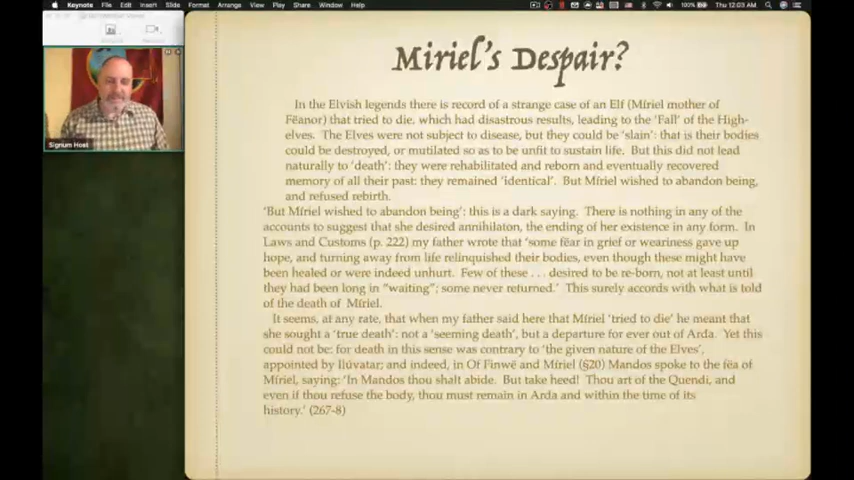 Keynote File Edit Insert Slide Format Arrange View Play Share Window Help
100% Thu 12:03 AM
Signum Host
Miriel's Despair?
In the Elvish legends there is record of a strange case of an Elf (Míriel mother of
Fëanor) that tried to die, which had disastrous results, leading to the 'Fall' of the High-
elves. The Elves were not subject to disease, but they could be 'slain': that is their bodies
could be destroyed, or mutilated so as to be unfit to sustain life. But this did not lead
naturally to 'death': they were rehabilitated and reborn and eventually recovered
memory of all their past: they remained 'identical'. But Míriel wished to abandon being,
and refused rebirth.
'But Míriel wished to abandon being': this is a dark saying. There is nothing in any of the
accounts to suggest that she desired annihilaton, the ending of her existence in any form. In
Laws and Customs (p. 222) my father wrote that 'some fëar in grief or weariness gave up
hope, and turning away from life relinquished their bodies, even though these might have
been healed or were indeed unhurt. Few of these . . . desired to be re-born, not at least until
they had been long in "waiting"; some never returned.' This surely accords with what is told
of the death of Míriel.
It seems, at any rate, that when my father said here that Míriel 'tried to die' he meant that
she sought a 'true death': not a 'seeming death', but a departure for ever out of Arda. Yet this
could not be: for death in this sense was contrary to 'the given nature of the Elves',
appointed by Ilúvatar; and indeed, in Of Finwë and Míriel (§20) Mandos spoke to the fëa of
Míriel, saying: 'In Mandos thou shalt abide. But take heed! Thou art of the Quendi, and
even if thou refuse the body, thou must remain in Arda and within the time of its
history.' (267-8)